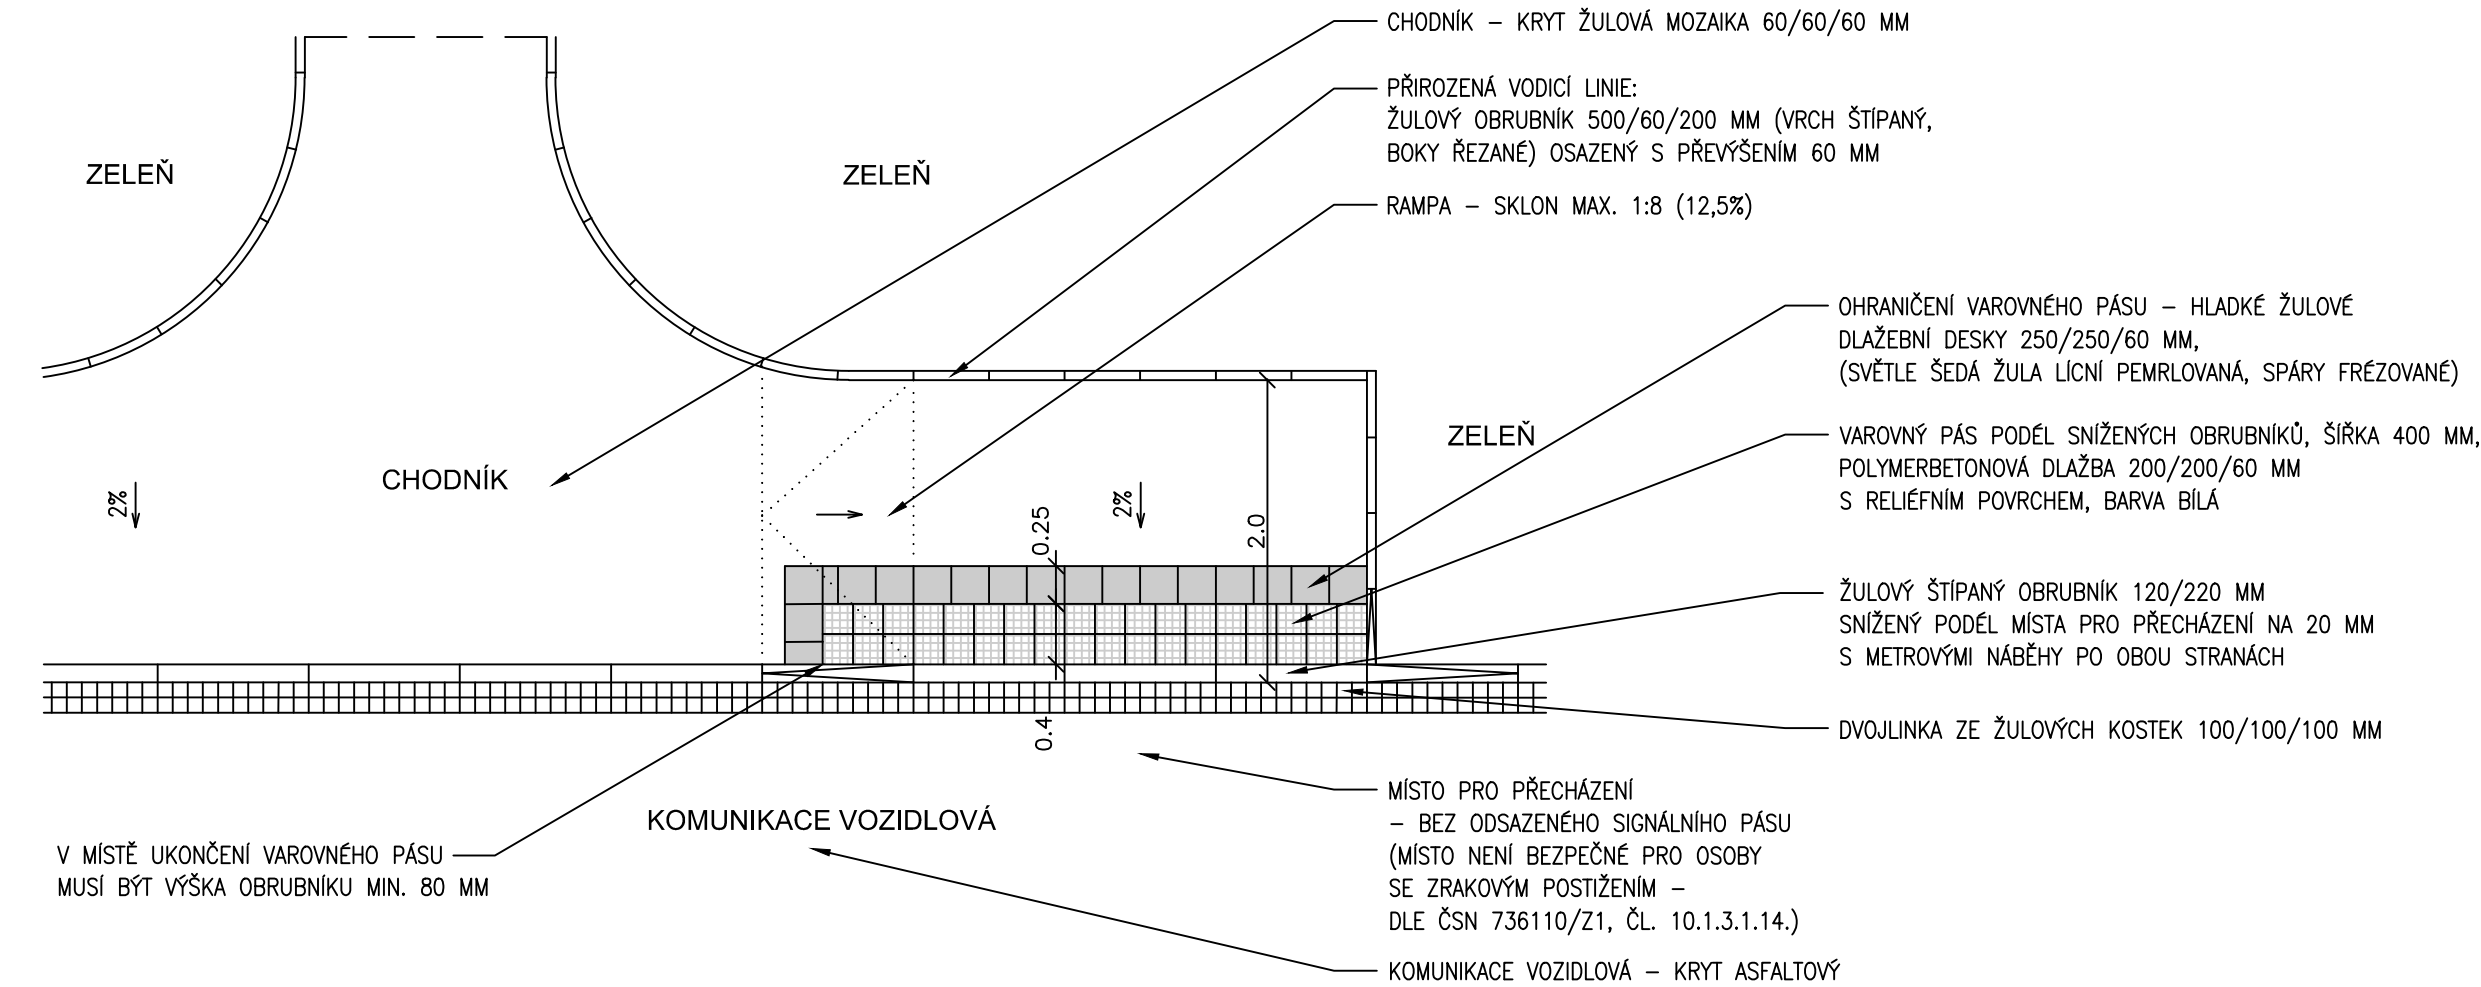 CHODNÍK – KRYT ŽULOVÁ MOZAIKA 60/60/60 MM
PŘIROZENÁ VODICÍ LINIE:
ŽULOVÝ OBRUBNÍK 500/60/200 MM (VRCH ŠTÍPANÝ,
BOKY ŘEZANÉ) OSAZENÝ S PŘEVÝŠENÍM 60 MM
ZELEŇ
ZELEŇ
RAMPA – SKLON MAX. 1:8 (12,5%)
OHRANIČENÍ VAROVNÉHO PÁSU – HLADKÉ ŽULOVÉ
DLAŽEBNÍ DESKY 250/250/60 MM,
(SVĚTLE ŠEDÁ ŽULA LÍCNÍ PEMRLOVANÁ, SPÁRY FRÉZOVANÉ)
ZELEŇ
VAROVNÝ PÁS PODÉL SNÍŽENÝCH OBRUBNÍKŮ, ŠÍŘKA 400 MM,
POLYMERBETONOVÁ DLAŽBA 200/200/60 MM
S RELIÉFNÍM POVRCHEM, BARVA BÍLÁ
CHODNÍK
2%
2%
0.25
2.0
ŽULOVÝ ŠTÍPANÝ OBRUBNÍK 120/220 MM
SNÍŽENÝ PODÉL MÍSTA PRO PŘECHÁZENÍ NA 20 MM
S METROVÝMI NÁBĚHY PO OBOU STRANÁCH
0.4
DVOJLINKA ZE ŽULOVÝCH KOSTEK 100/100/100 MM
MÍSTO PRO PŘECHÁZENÍ
– BEZ ODSAZENÉHO SIGNÁLNÍHO PÁSU
(MÍSTO NENÍ BEZPEČNÉ PRO OSOBY
SE ZRAKOVÝM POSTIŽENÍM –
DLE ČSN 736110/Z1, ČL. 10.1.3.1.14.)
KOMUNIKACE VOZIDLOVÁ
V MÍSTĚ UKONČENÍ VAROVNÉHO PÁSU
MUSÍ BÝT VÝŠKA OBRUBNÍKU MIN. 80 MM
KOMUNIKACE VOZIDLOVÁ – KRYT ASFALTOVÝ